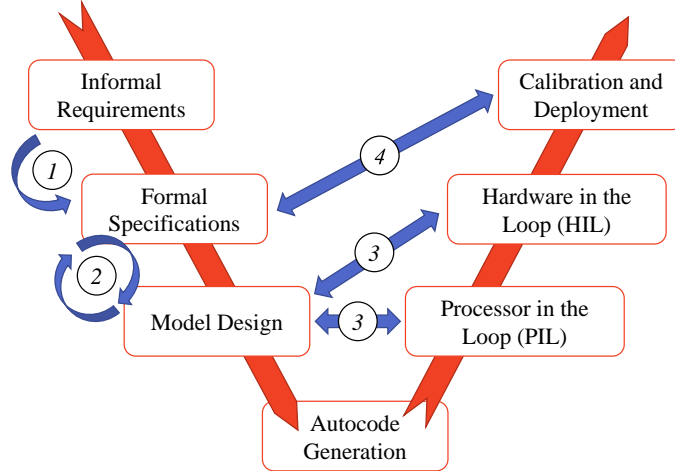 Informal
Requirements
Calibration and
Deployment
1
4
Formal
Specifications
Hardware in the
Loop (HIL)
2
3
Model Design
3
Processor in the
Loop (PIL)
Autocode
Generation